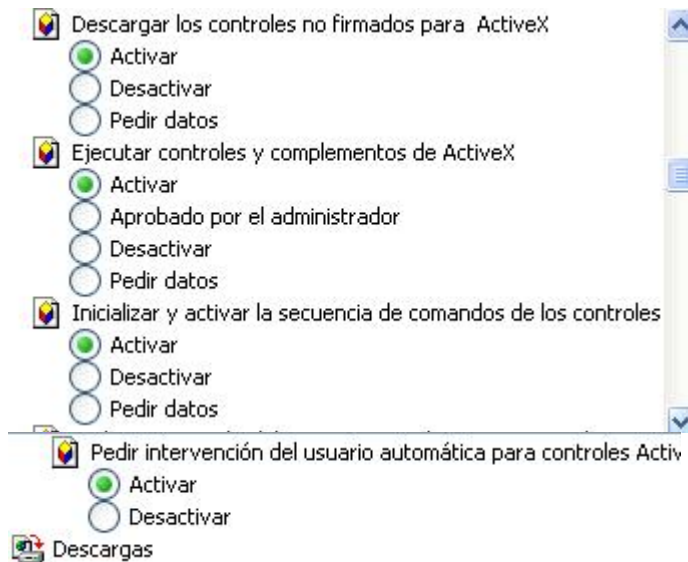 Descargar los controles no firmados para ActiveX
Activar
Desactivar
Pedir datos
Ejecutar controles y complementos de ActiveX
Activar
Aprobado por el administrador
Desactivar
Pedir datos
Inicializar y activar la secuencia de comandos de los controles
Activar
Desactivar
Pedir datos
Pedir intervención del usuario automática para controles Activ
Activar
Desactivar
Descargas